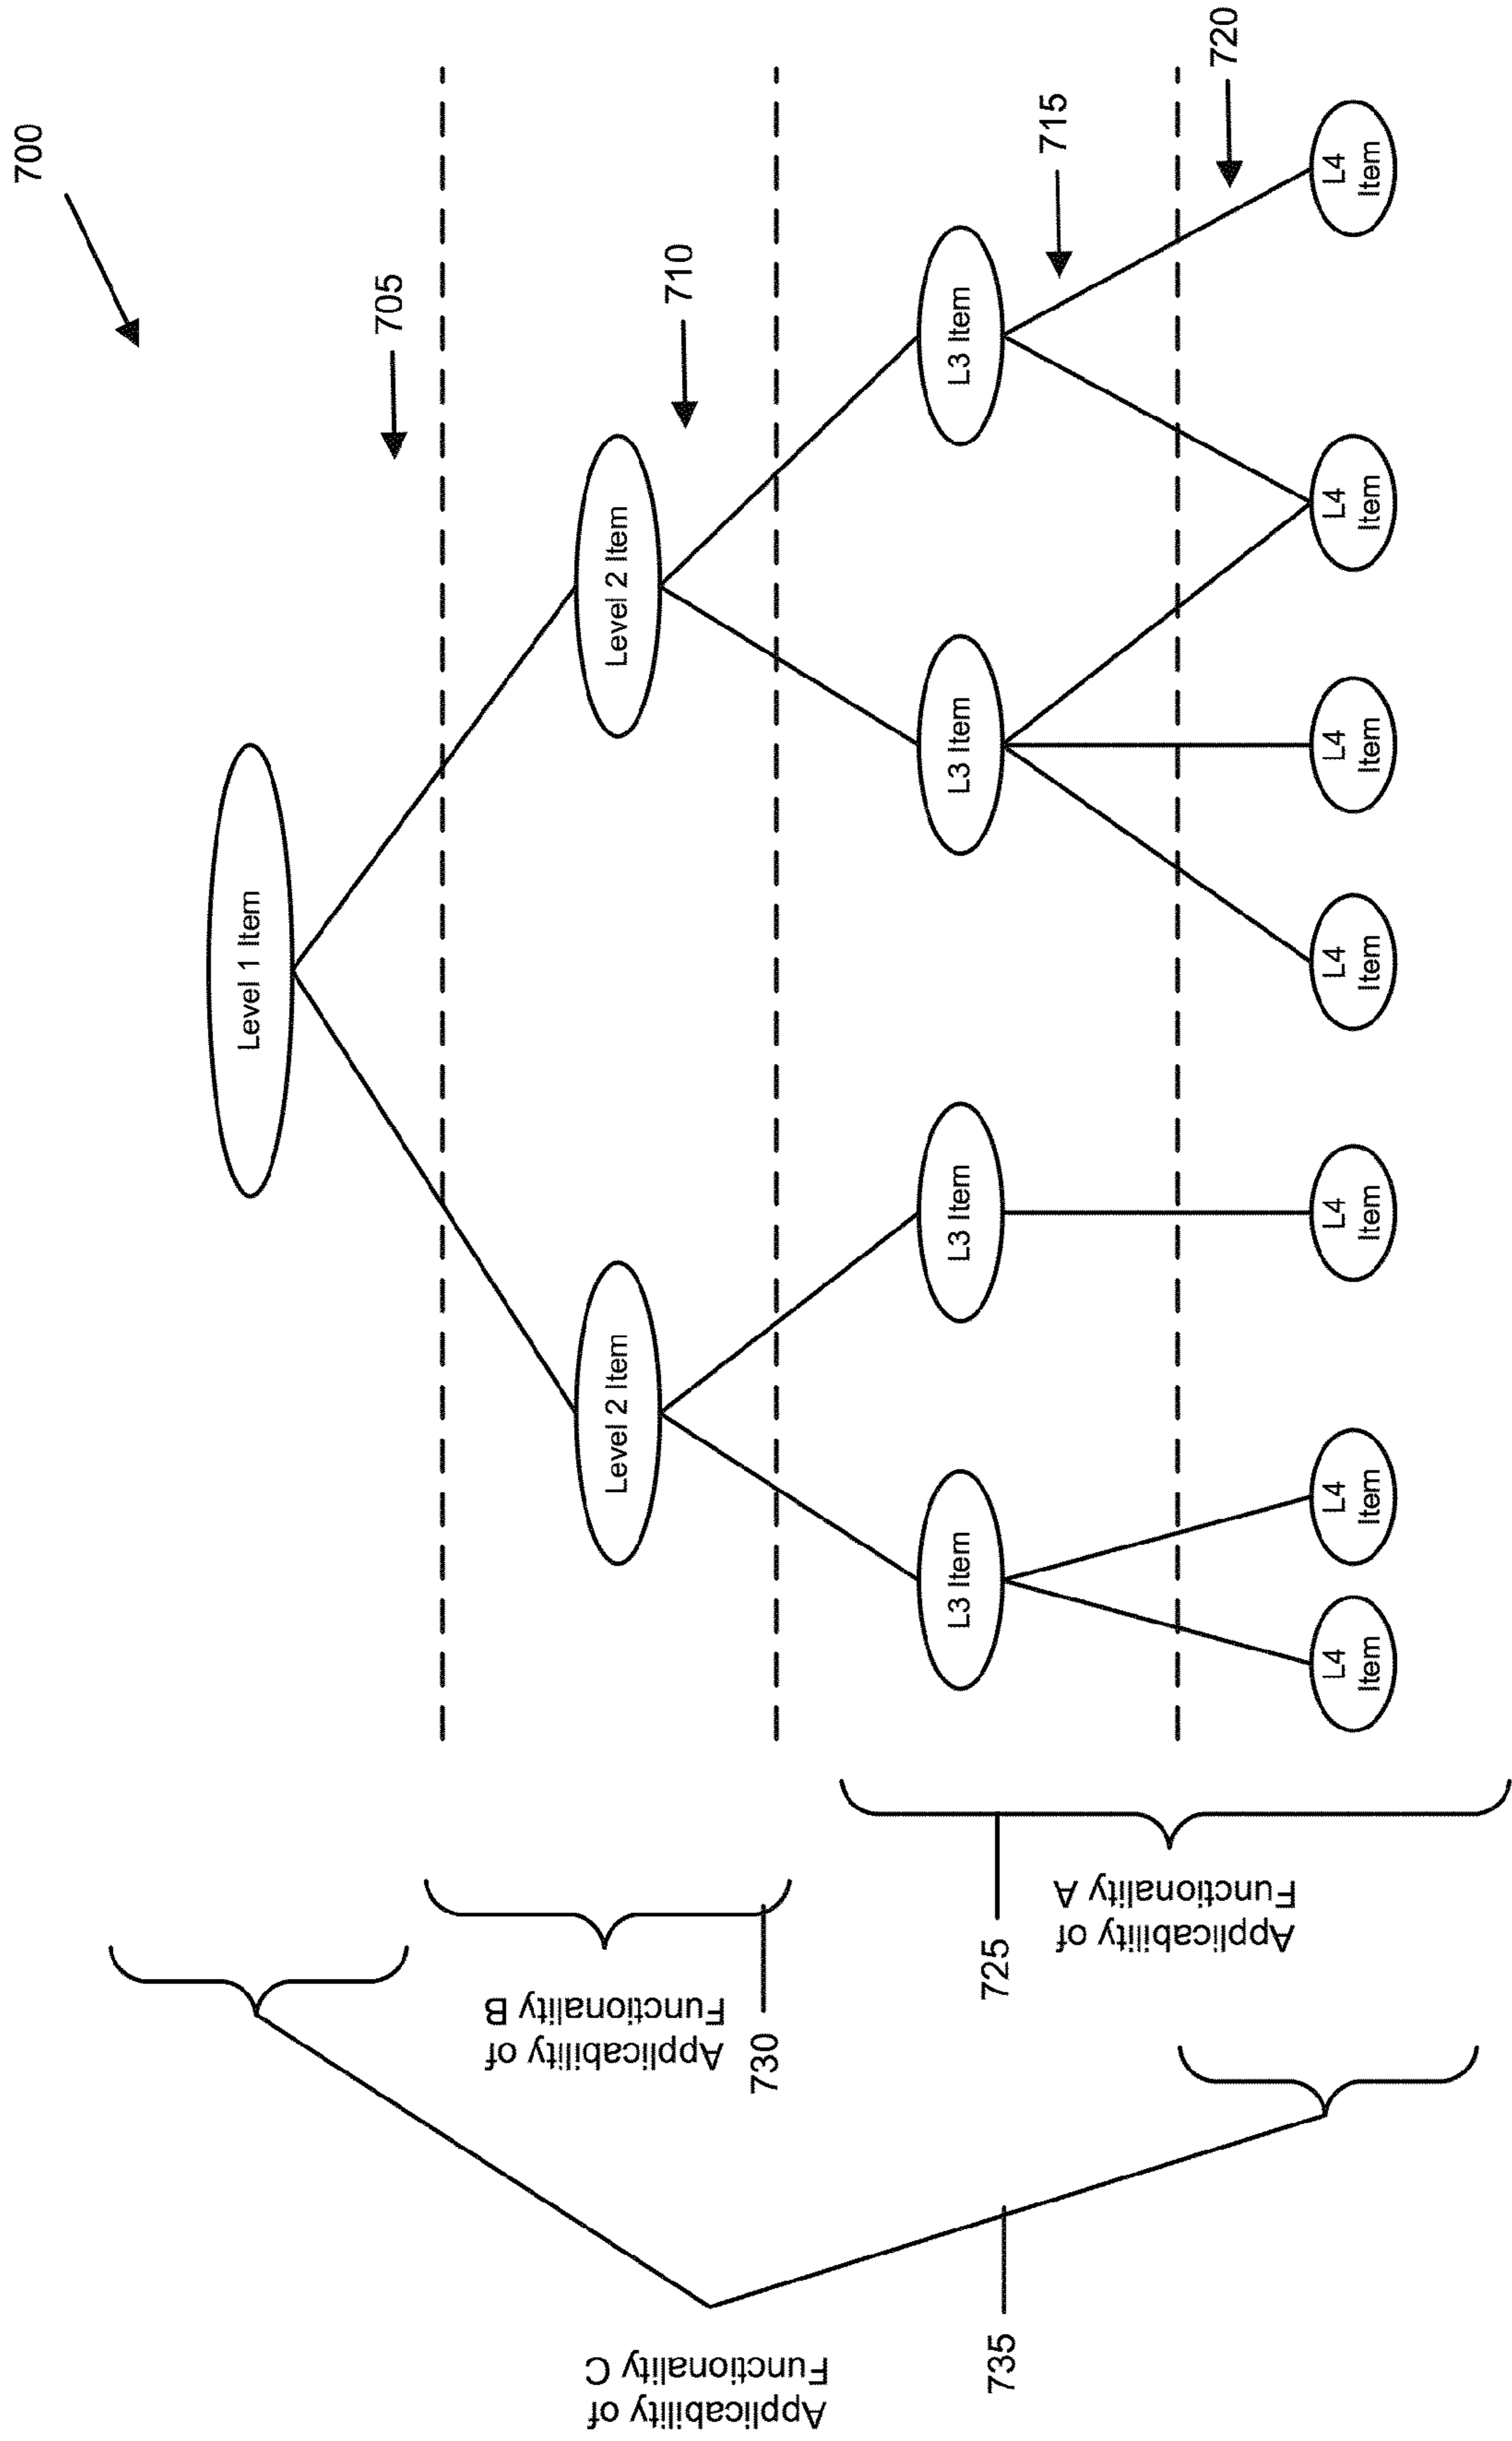 700
705
Level 1 Item
710
Level 2 Item
Level 2 Item
715
L3 Item
L3 Item
L3 Item
L3 Item
720
L4
Item
L4
Item
L4
Item
L4
Item
L4
Item
L4
Item
L4
Item
Applicability of
Functionality C
735
Applicability of
Functionality B
730
Applicability of
Functionality A
725